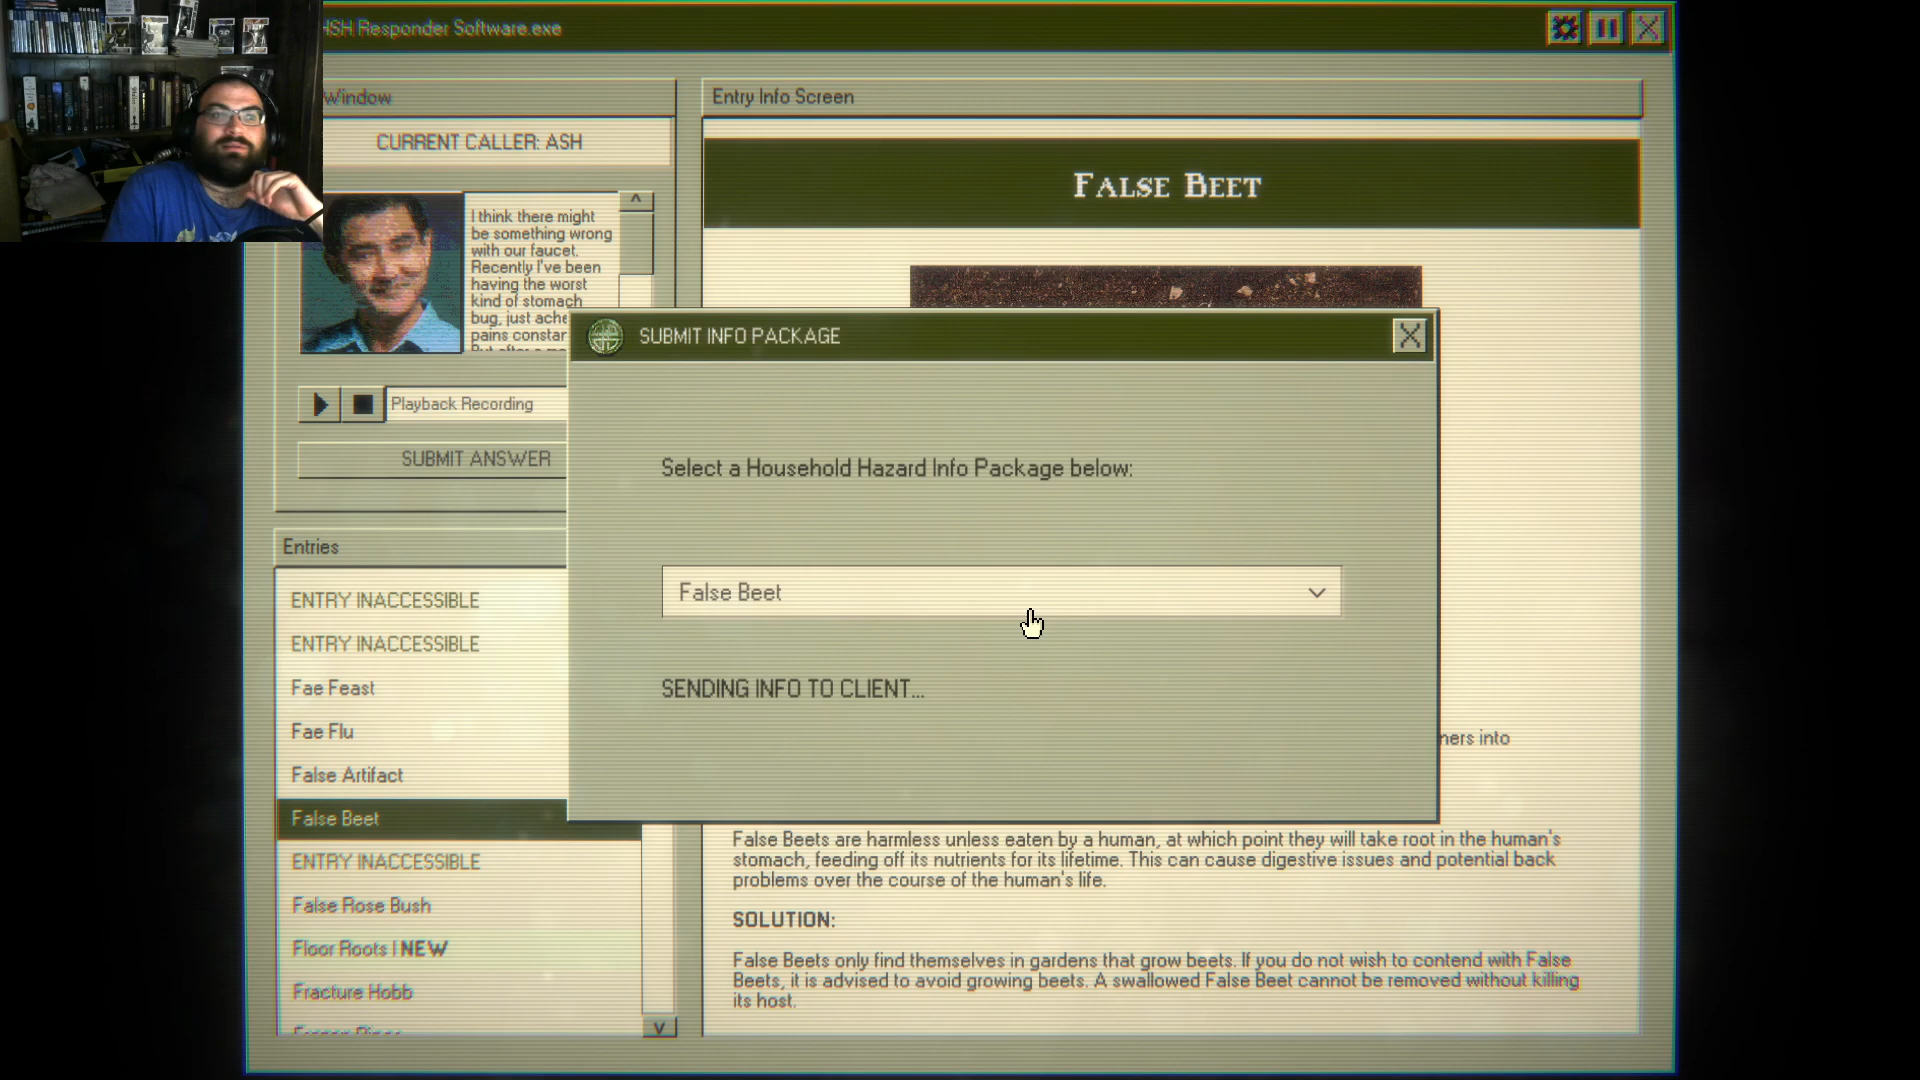 HSH Responder Software.exe
Window
CURRENT CALLER: ASH
I think there might
be something wrong
with our faucet.
Recently I've been
having the worst
kind of stomach
bug, just ache
pains constan
Playback Recording
SUBMIT ANSWER
Entries
ENTRY INACCESSIBLE
ENTRY INACCESSIBLE
Fae Feast
Fae Flu
False Artifact
False Beet
ENTRY INACCESSIBLE
False Rose Bush
Floor Roots | NEW
Fracture Hobb
Entry Info Screen
FALSE BEET
SUBMIT INFO PACKAGE
Select a Household Hazard Info Package below:
False Beet
SENDING INFO TO CLIENT...
ners into
False Beets are harmless unless eaten by a human, at which point they will take root in the human's
stomach, feeding off its nutrients for its lifetime. This can cause digestive issues and potential back
problems over the course of the human's life.
SOLUTION:
False Beets only find themselves in gardens that grow beets. If you do not wish to contend with False
Beets, it is advised to avoid growing beets. A swallowed False Beet cannot be removed without killing
its host.